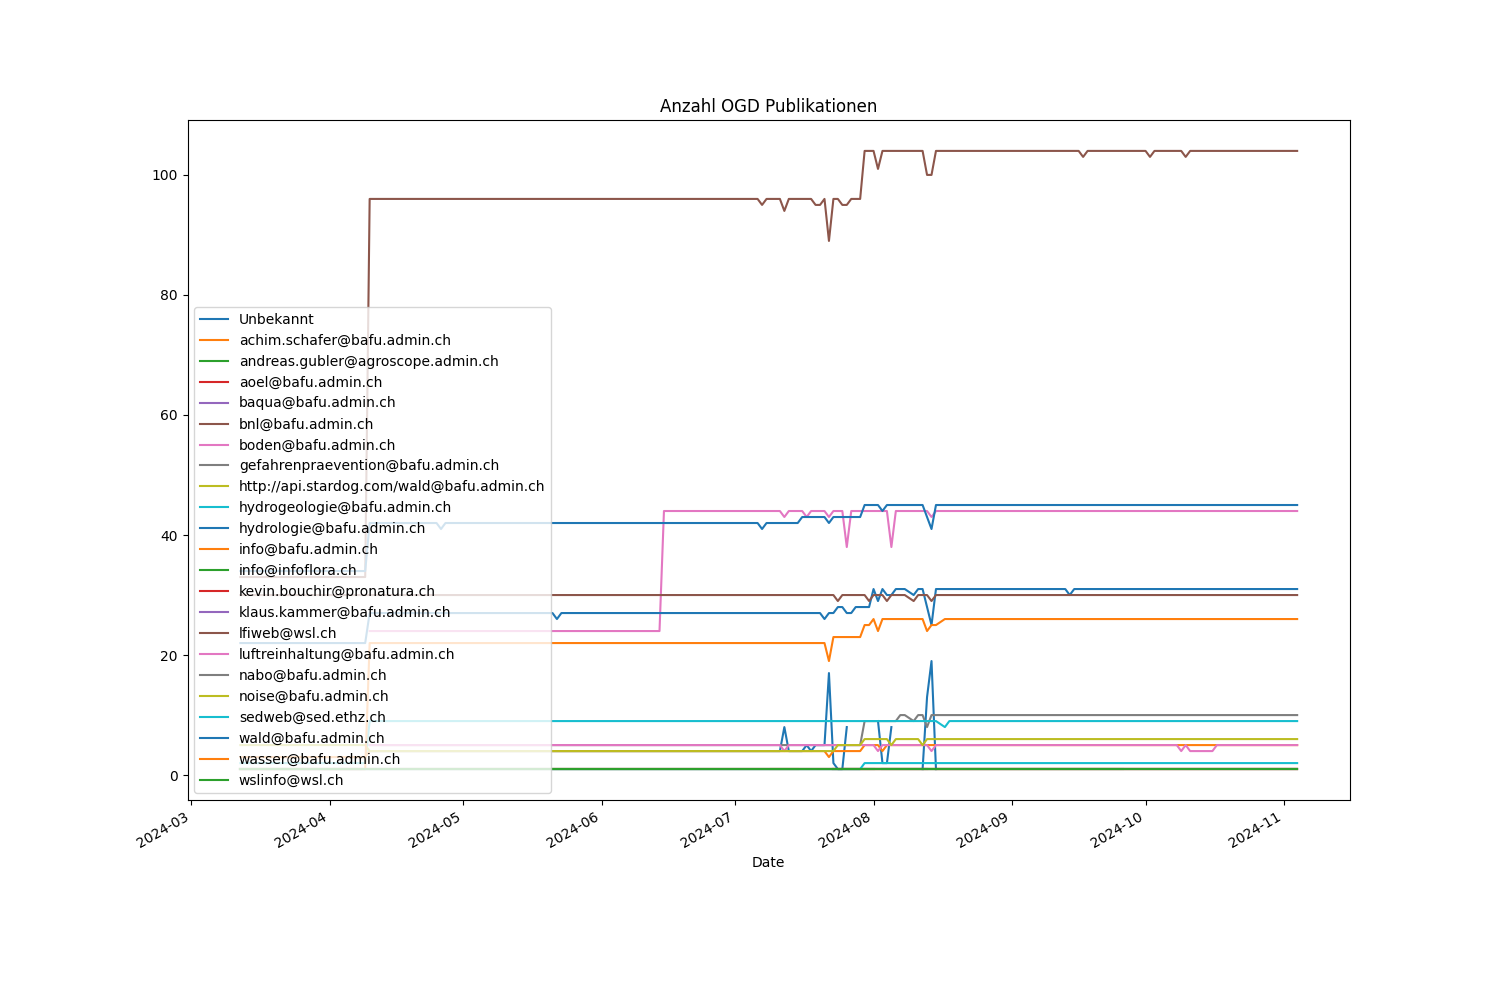 Anzahl OGD Publikationen
100
80
60
40
20
0
Unbekannt
achim.schafer@bafu.admin.ch
andreas.gubler@agroscope.admin.ch
aoel@bafu.admin.ch
baqua@bafu.admin.ch
bnl@bafu.admin.ch
boden@bafu.admin.ch
gefahrenpraevention@bafu.admin.ch
http://api.stardog.com/wald@bafu.admin.ch
hydrogeologie@bafu.admin.ch
hydrologie@bafu.admin.ch
info@bafu.admin.ch
info@infoflora.ch
kevin.bouchir@pronatura.ch
klaus.kammer@bafu.admin.ch
lfiweb@wsl.ch
luftreinhaltung@bafu.admin.ch
nabo@bafu.admin.ch
noise@bafu.admin.ch
sedweb@sed.ethz.ch
wald@bafu.admin.ch
wasser@bafu.admin.ch
wslinfo@wsl.ch
2024-03
2024-04
2024-05
2024-06
2024-07
2024-08
2024-09
2024-10
2024-11
Date